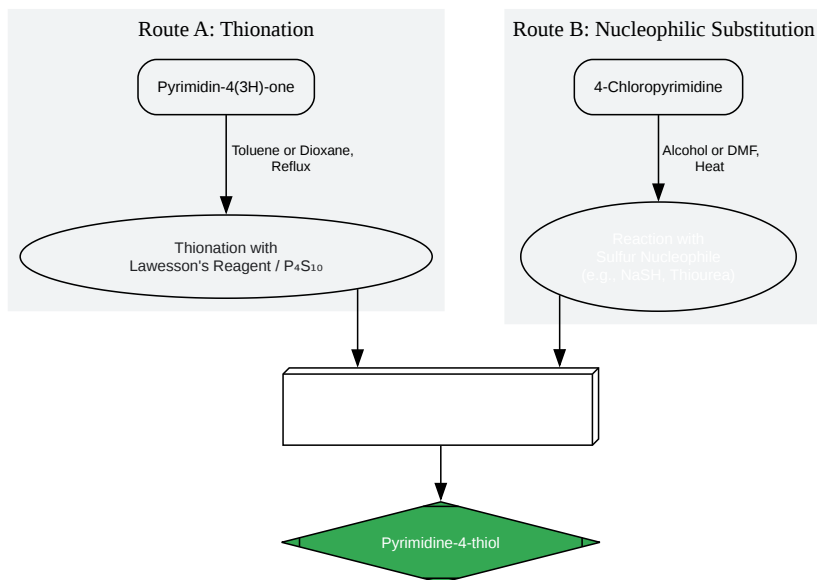 Route A: Thionation
Pyrimidin-4(3H)-one
Toluene or Dioxane,
Reflux
Thionation with
Lawesson's Reagent / P₄S₁₀
Route B: Nucleophilic Substitution
4-Chloropyrimidine
Alcohol or DMF,
Heat
Reaction with
Sulfur Nucleophile
(e.g., NaSH, Thiourea)
Pyrimidine-4-thiol